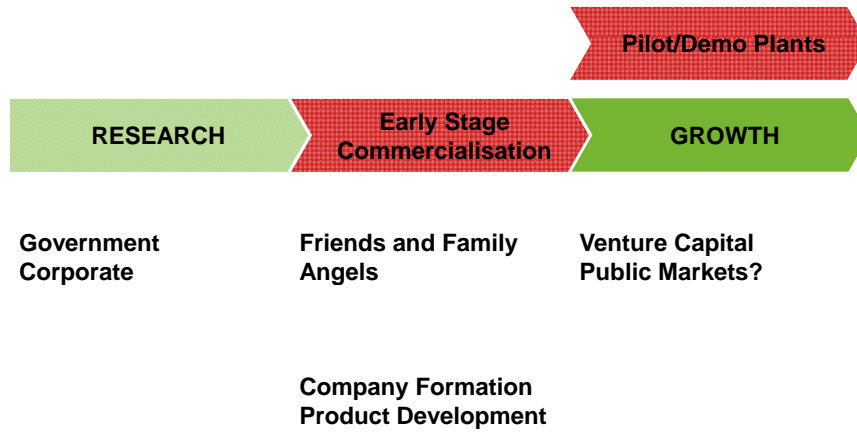 Pilot/Demo Plants
RESEARCH
Early Stage
Commercialisation
GROWTH
Government
Corporate
Friends and Family
Angels
Venture Capital
Public Markets?
Company Formation
Product Development